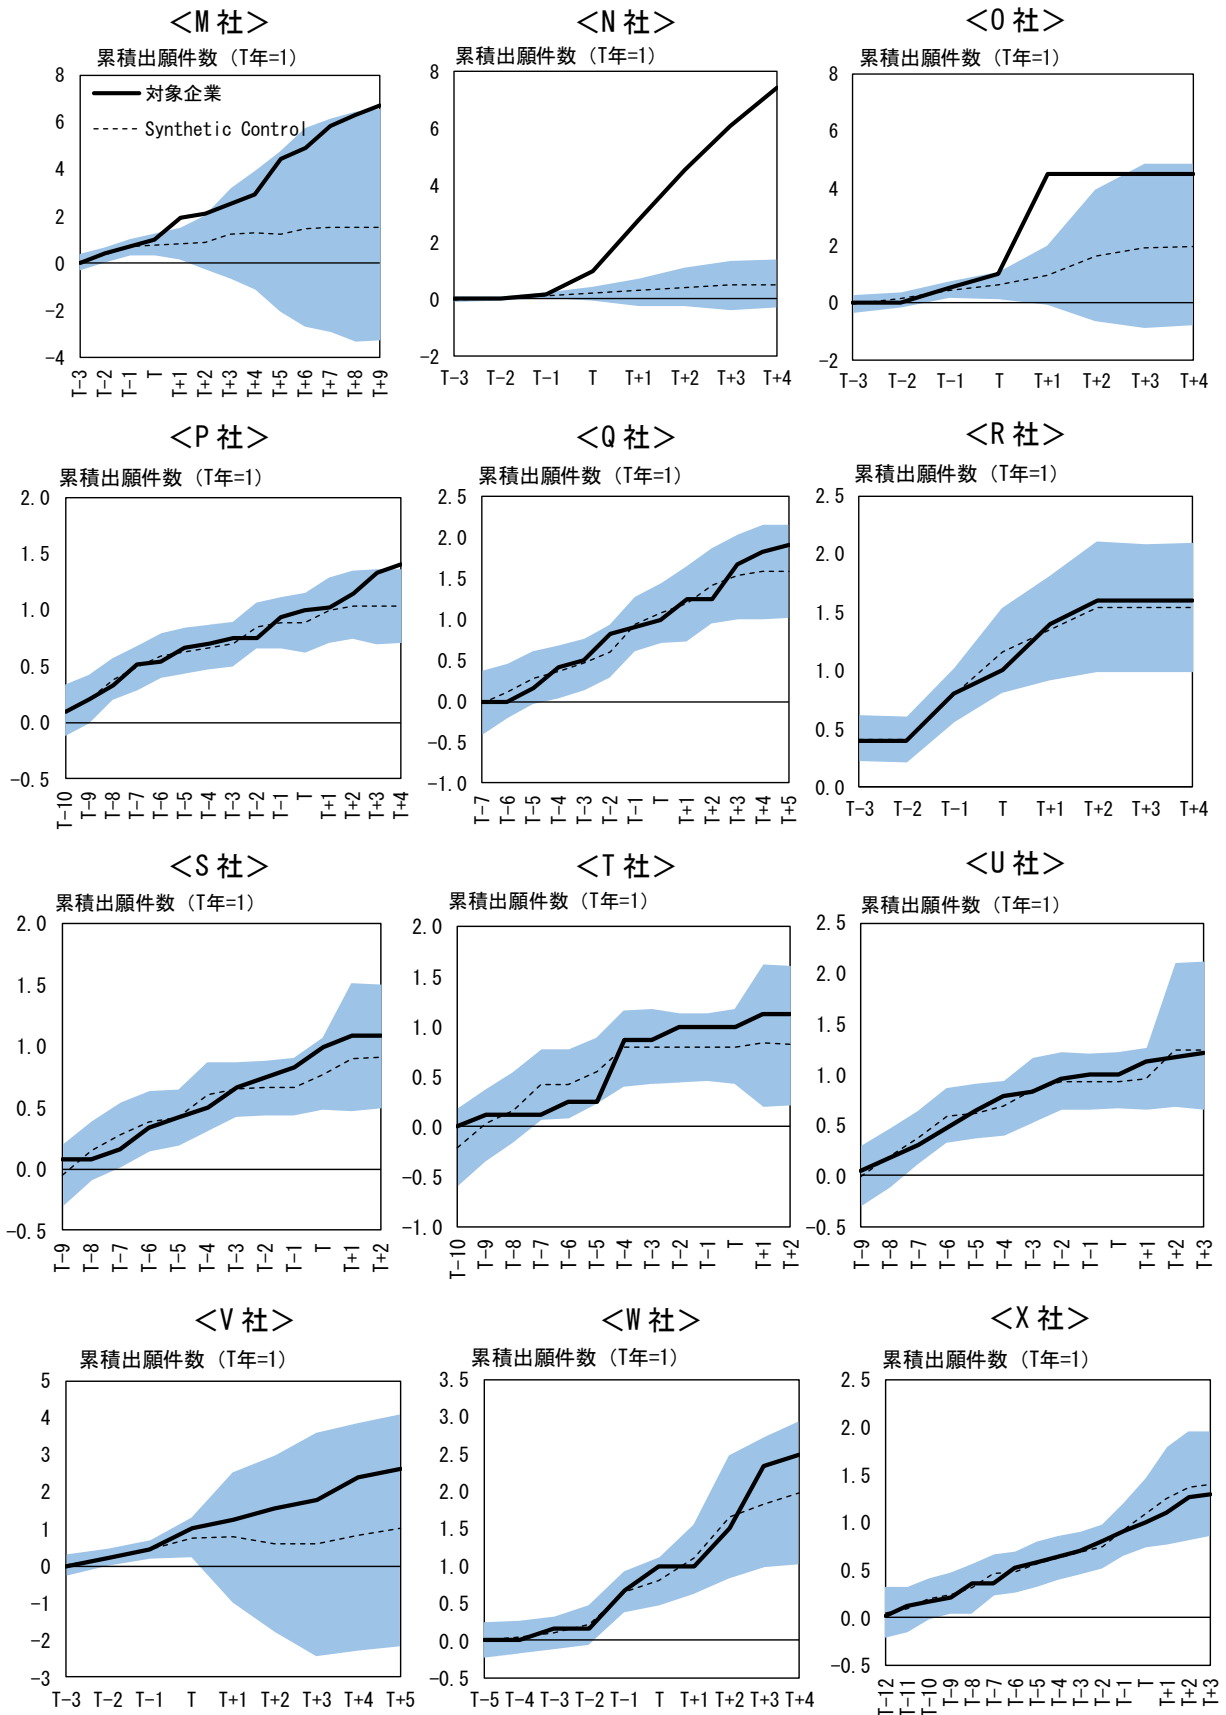 <M 社>
累積出願件数 (T年=1)
8
6
4
2
0
-2
-4
対象企業
Synthetic Control
T-3 T-2 T-1 T T+1 T+2 T+3 T+4 T+5 T+6 T+7 T+8 T+9
<N 社>
累積出願件数 (T年=1)
8
6
4
2
0
-2
T-3 T-2 T-1 T T+1 T+2 T+3 T+4
<O 社>
累積出願件数 (T年=1)
8
6
4
2
0
-2
T-3 T-2 T-1 T T+1 T+2 T+3 T+4
<P 社>
累積出願件数 (T年=1)
2.0
1.5
1.0
0.5
0.0
-0.5
T-10 T-9 T-8 T-7 T-6 T-5 T-4 T-3 T-2 T-1 T T+1 T+2 T+3 T+4
<Q 社>
累積出願件数 (T年=1)
2.5
2.0
1.5
1.0
0.5
0.0
-0.5
-1.0
T-7 T-6 T-5 T-4 T-3 T-2 T-1 T T+1 T+2 T+3 T+4 T+5
<R 社>
累積出願件数 (T年=1)
2.5
2.0
1.5
1.0
0.5
0.0
T-3 T-2 T-1 T T+1 T+2 T+3 T+4
<S 社>
累積出願件数 (T年=1)
2.0
1.5
1.0
0.5
0.0
-0.5
T-9 T-8 T-7 T-6 T-5 T-4 T-3 T-2 T-1 T T+1 T+2
<T 社>
累積出願件数 (T年=1)
2.0
1.5
1.0
0.5
0.0
-0.5
-1.0
T-10 T-9 T-8 T-7 T-6 T-5 T-4 T-3 T-2 T-1 T T+1 T+2
<U 社>
累積出願件数 (T年=1)
2.5
2.0
1.5
1.0
0.5
0.0
-0.5
T-9 T-8 T-7 T-6 T-5 T-4 T-3 T-2 T-1 T T+1 T+2 T+3
<V 社>
累積出願件数 (T年=1)
5
4
3
2
1
0
-1
-2
-3
T-3 T-2 T-1 T T+1 T+2 T+3 T+4 T+5
<W 社>
累積出願件数 (T年=1)
3.5
3.0
2.5
2.0
1.5
1.0
0.5
0.0
-0.5
T-5 T-4 T-3 T-2 T-1 T T+1 T+2 T+3 T+4
<X 社>
累積出願件数 (T年=1)
2.5
2.0
1.5
1.0
0.5
0.0
-0.5
T-12 T-11 T-10 T-9 T-8 T-7 T-6 T-5 T-4 T-3 T-2 T-1 T T+1 T+2 T+3